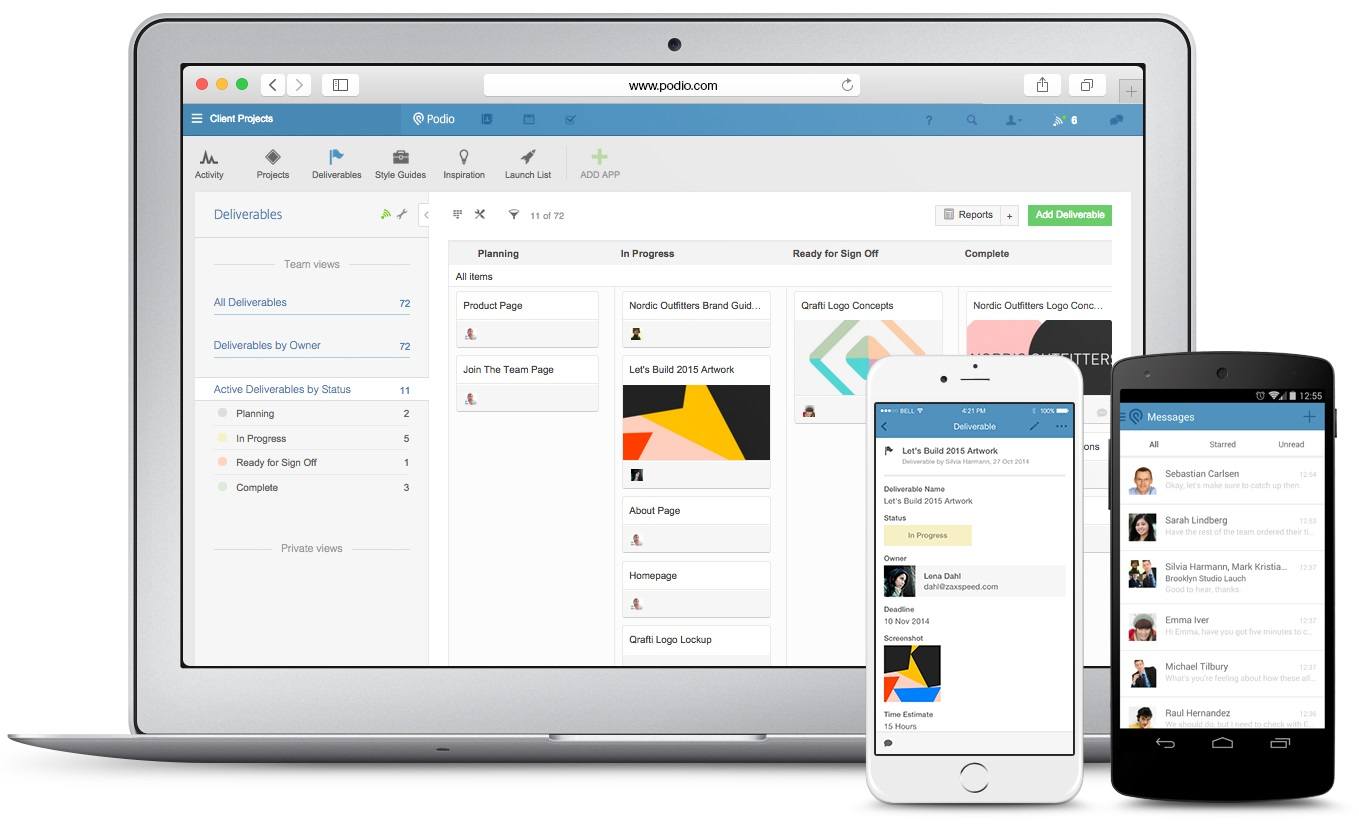 www.podio.com
Client Projects
Podio
? 6
Activity
Projects
Deliverables
Style Guides
Inspiration
Launch List
ADD APP
Deliverables
11 of 72
Reports +
Add Deliverable
Team views
All Deliverables 72
Deliverables by Owner 72
Active Deliverables by Status 11
Planning 2
In Progress 5
Ready for Sign Off 1
Complete 3
Private views
Planning
In Progress
Ready for Sign Off
Complete
All items
Product Page
Join The Team Page
Nordic Outfitters Brand Guid…
Let's Build 2015 Artwork
About Page
Homepage
Qrafti Logo Lockup
Qrafti Logo Concepts
Nordic Outfitters Logo Conc…
NORDIC OUTFITTERS
ons
BELL 4:21 PM 100%
Deliverable
Let's Build 2015 Artwork
Deliverable by Silvia Harmann, 27 Oct 2014
Deliverable Name
Let's Build 2015 Artwork
Status
In Progress
Owner
Lena Dahl
dahl@zaxspeed.com
Deadline
10 Nov 2014
Screenshot
Time Estimate
15 Hours
12:55
Messages
All Starred Unread
Sebastian Carlsen 12:54
Okay, let's make sure to catch up then.
Sarah Lindberg 12:53
Have the rest of the team ordered their ti…
Silvia Harmann, Mark Kristia… 12:37
Brooklyn Studio Lauch
Good to hear, thanks.
Emma Iver 12:37
Hi Emma, have you got five minutes to c…
Michael Tilbury 12:37
What's you're feeling about how these all…
Raul Hernandez 12:36
We should do, but I need to check with E…